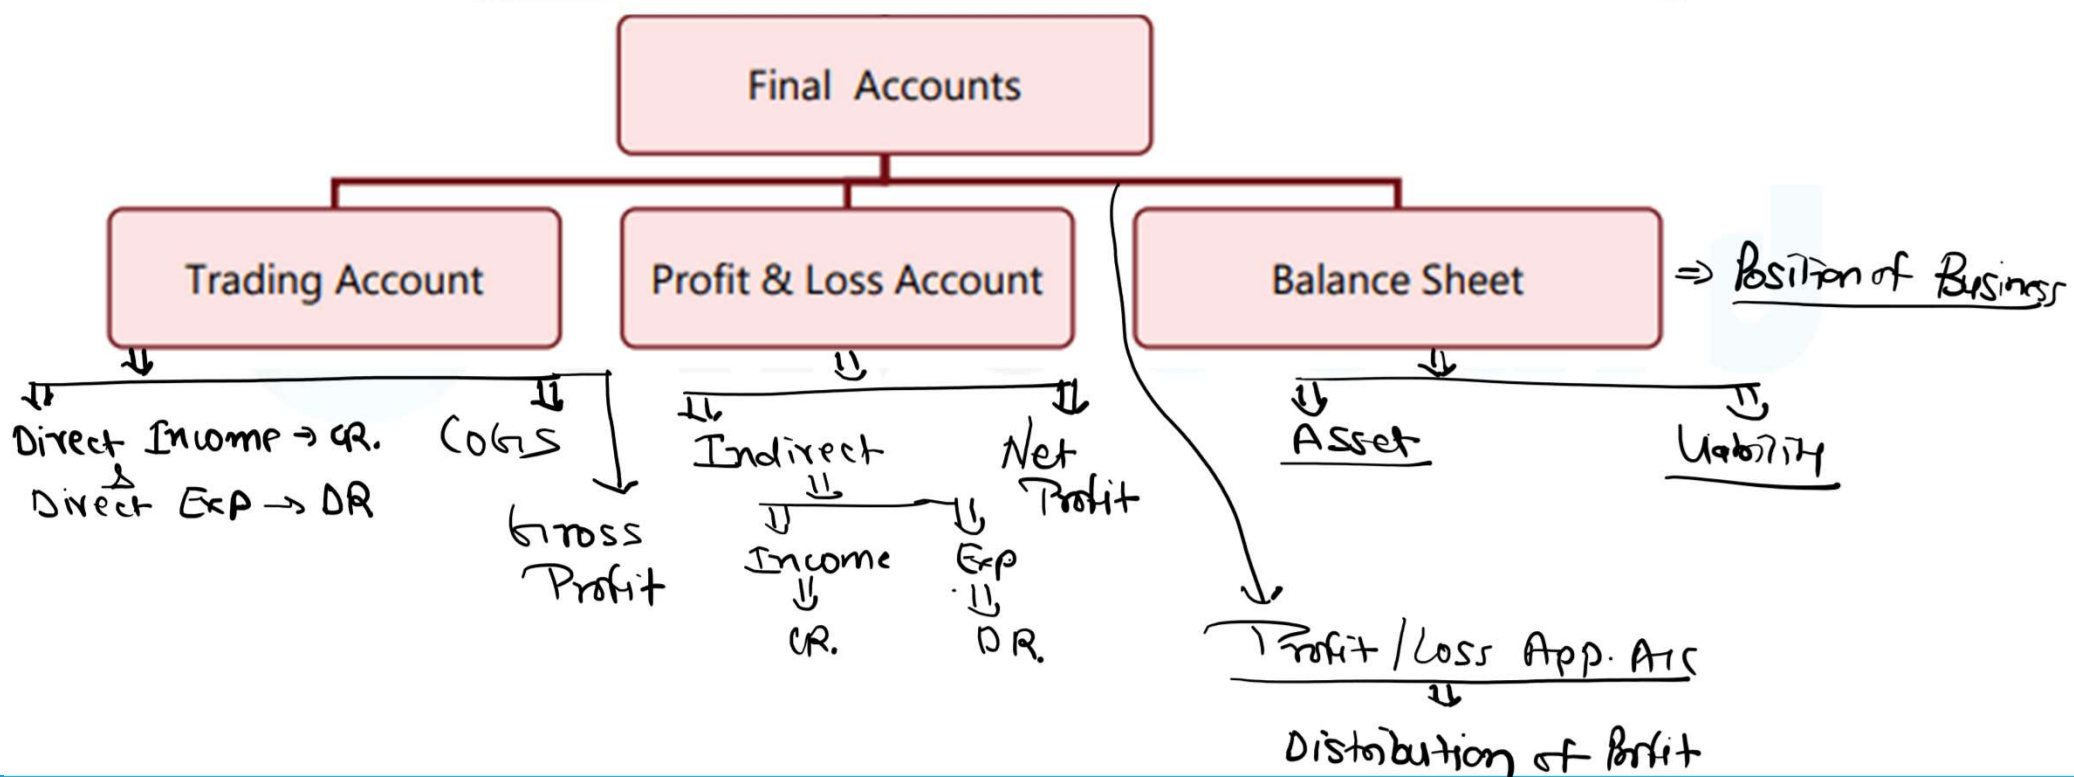 Final Accounts
Trading Account
Profit & Loss Account
Balance Sheet
⇒ Position of Business
Direct Income → CR.
&
Direct Exp → DR
COGS
Gross
Profit
Indirect
Income
CR.
Exp
DR.
Net
Profit
Asset
Liability
Profit / Loss App. A/c
Distribution of Profit